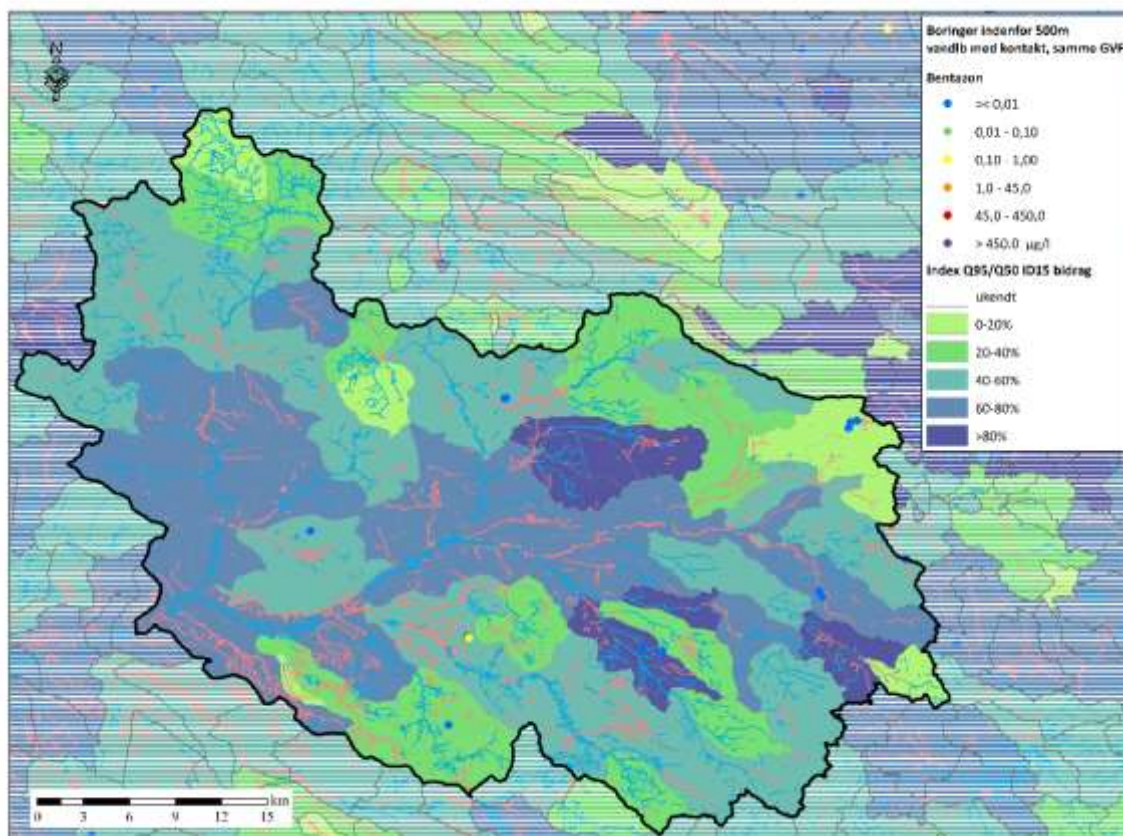 Boringer indenfor 500m
vandlb med kontakt, samme GVF
Bentazon
>< 0,01
0,01 - 0,10
0,10 - 1,00
1,0 - 45,0
45,0 - 450,0
> 450,0 µg/l
Index Q95/Q50 ID15 bidrag
ukendt
0-20%
20-40%
40-60%
60-80%
>80%
N
km
0 3 6 9 12 15